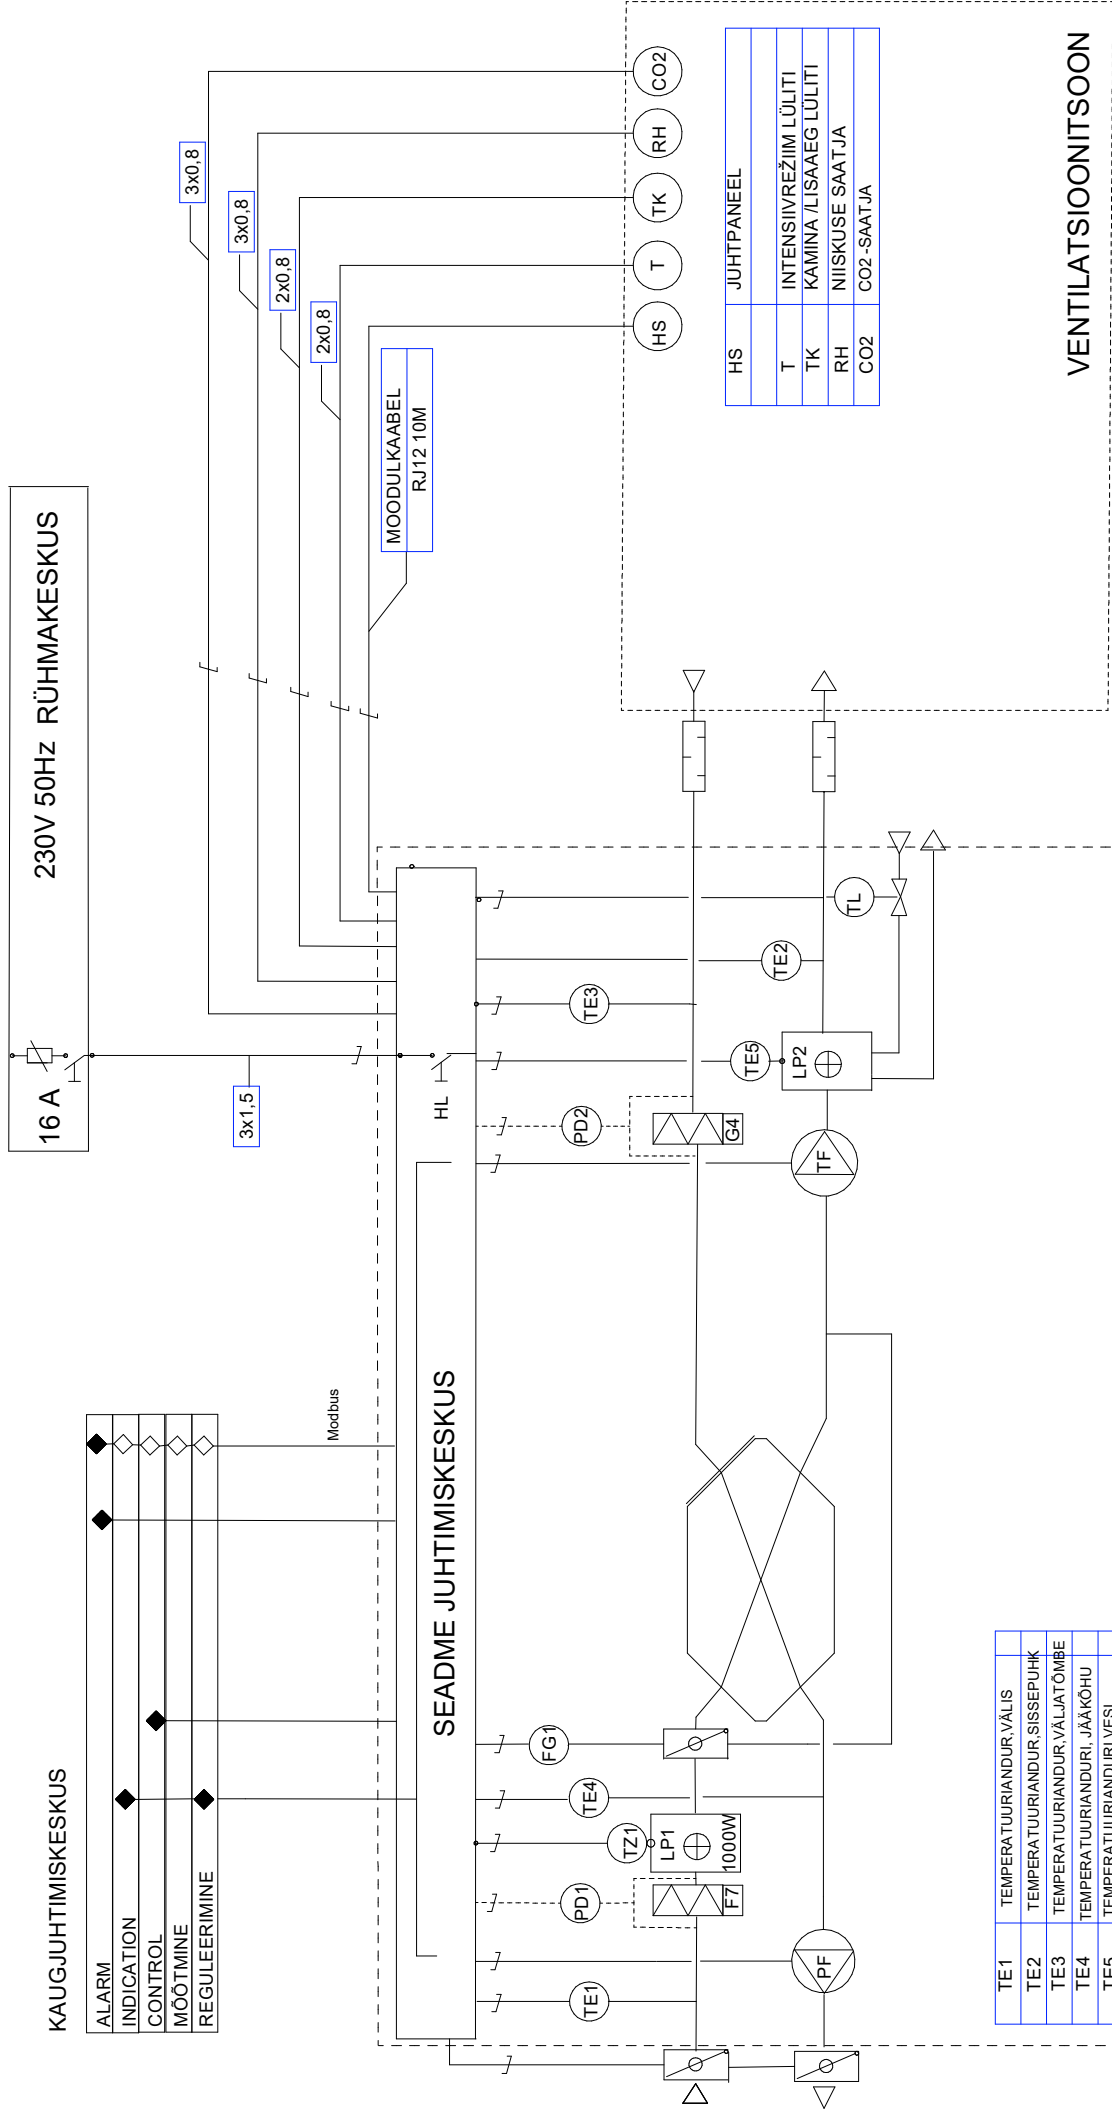 KAUGJUHTIMISKESKUS
ALARM
INDICATION
CONTROL
MÕÕTMINE
REGULEERIMINE
Modbus
16 A
230V 50Hz RÜHMAKESKUS
3x1,5
3x0,8
3x0,8
2x0,8
2x0,8
MOODULKAABEL
RJ12 10M
SEADME JUHTIMISKESKUS
HL
TE1
PD1
TZ1
TE4
FG1
PD2
TE5
TE3
TE2
TL
F7
LP1
1000W
G4
LP2
PF
TF
HS
T
TK
RH
CO2
HS JUHTPANEEL
T INTENSIIVREŽIIM LÜLITI
TK KAMINA /LISAAEG LÜLITI
RH NIISKUSE SAATJA
CO2 CO2 -SAATJA
VENTILATSIOONITSOON
TE1 TEMPERATUURIANDUR,VÄLIS
TE2 TEMPERATUURIANDUR,SISSEPUHK
TE3 TEMPERATUURIANDUR,VÄLJATÕMBE
TE4 TEMPERATUURIANDURI, JÄÄKÕHU
TE5 TEMPERATUURIANDURI,VESI